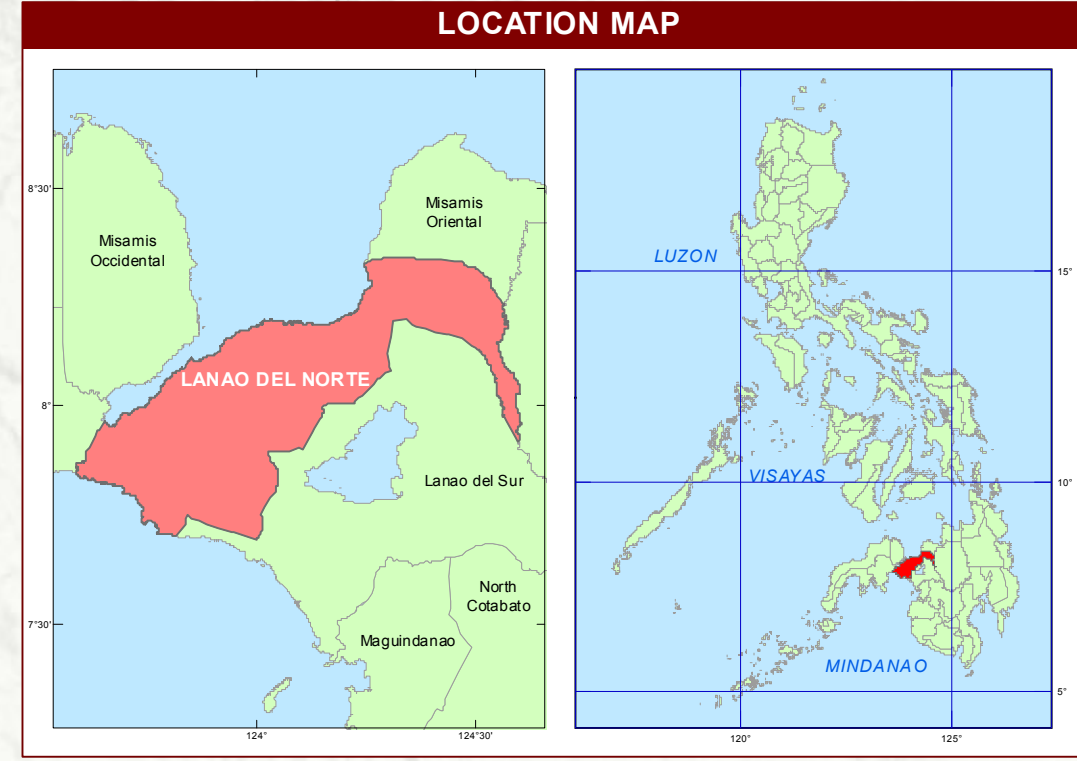 LOCATION MAP
Misamis
Occidental
Misamis
Oriental
LANAO DEL NORTE
Lanao del Sur
North
Cotabato
Maguindanao
8°30'
8°
7°30'
124°
124°30'
LUZON
VISAYAS
MINDANAO
15°
10°
5°
120°
125°